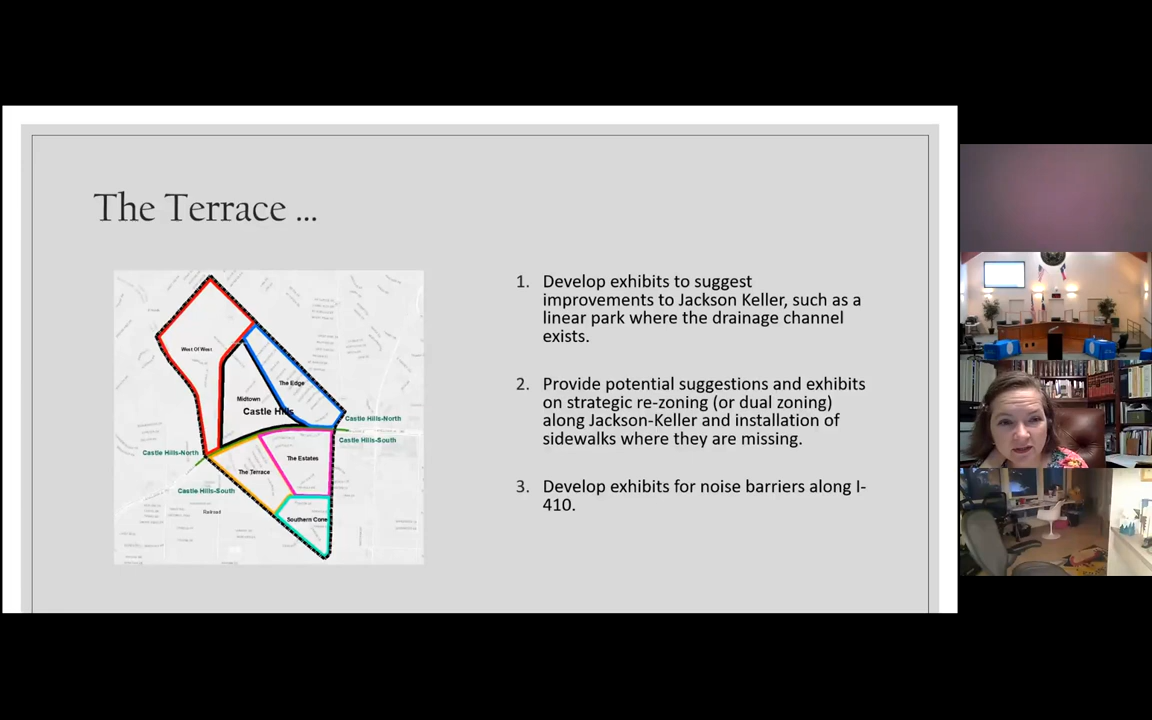 The Terrace ...
West Of West
The Edge
Midtown
Castle Hills
Castle Hills-North
Castle Hills-South
Castle Hills-North
The Estates
The Terrace
Castle Hills-South
Railroad
Southern Cone
1. Develop exhibits to suggest
improvements to Jackson Keller, such as a
linear park where the drainage channel
exists.
2. Provide potential suggestions and exhibits
on strategic re-zoning (or dual zoning)
along Jackson-Keller and installation of
sidewalks where they are missing.
3. Develop exhibits for noise barriers along I-
410.